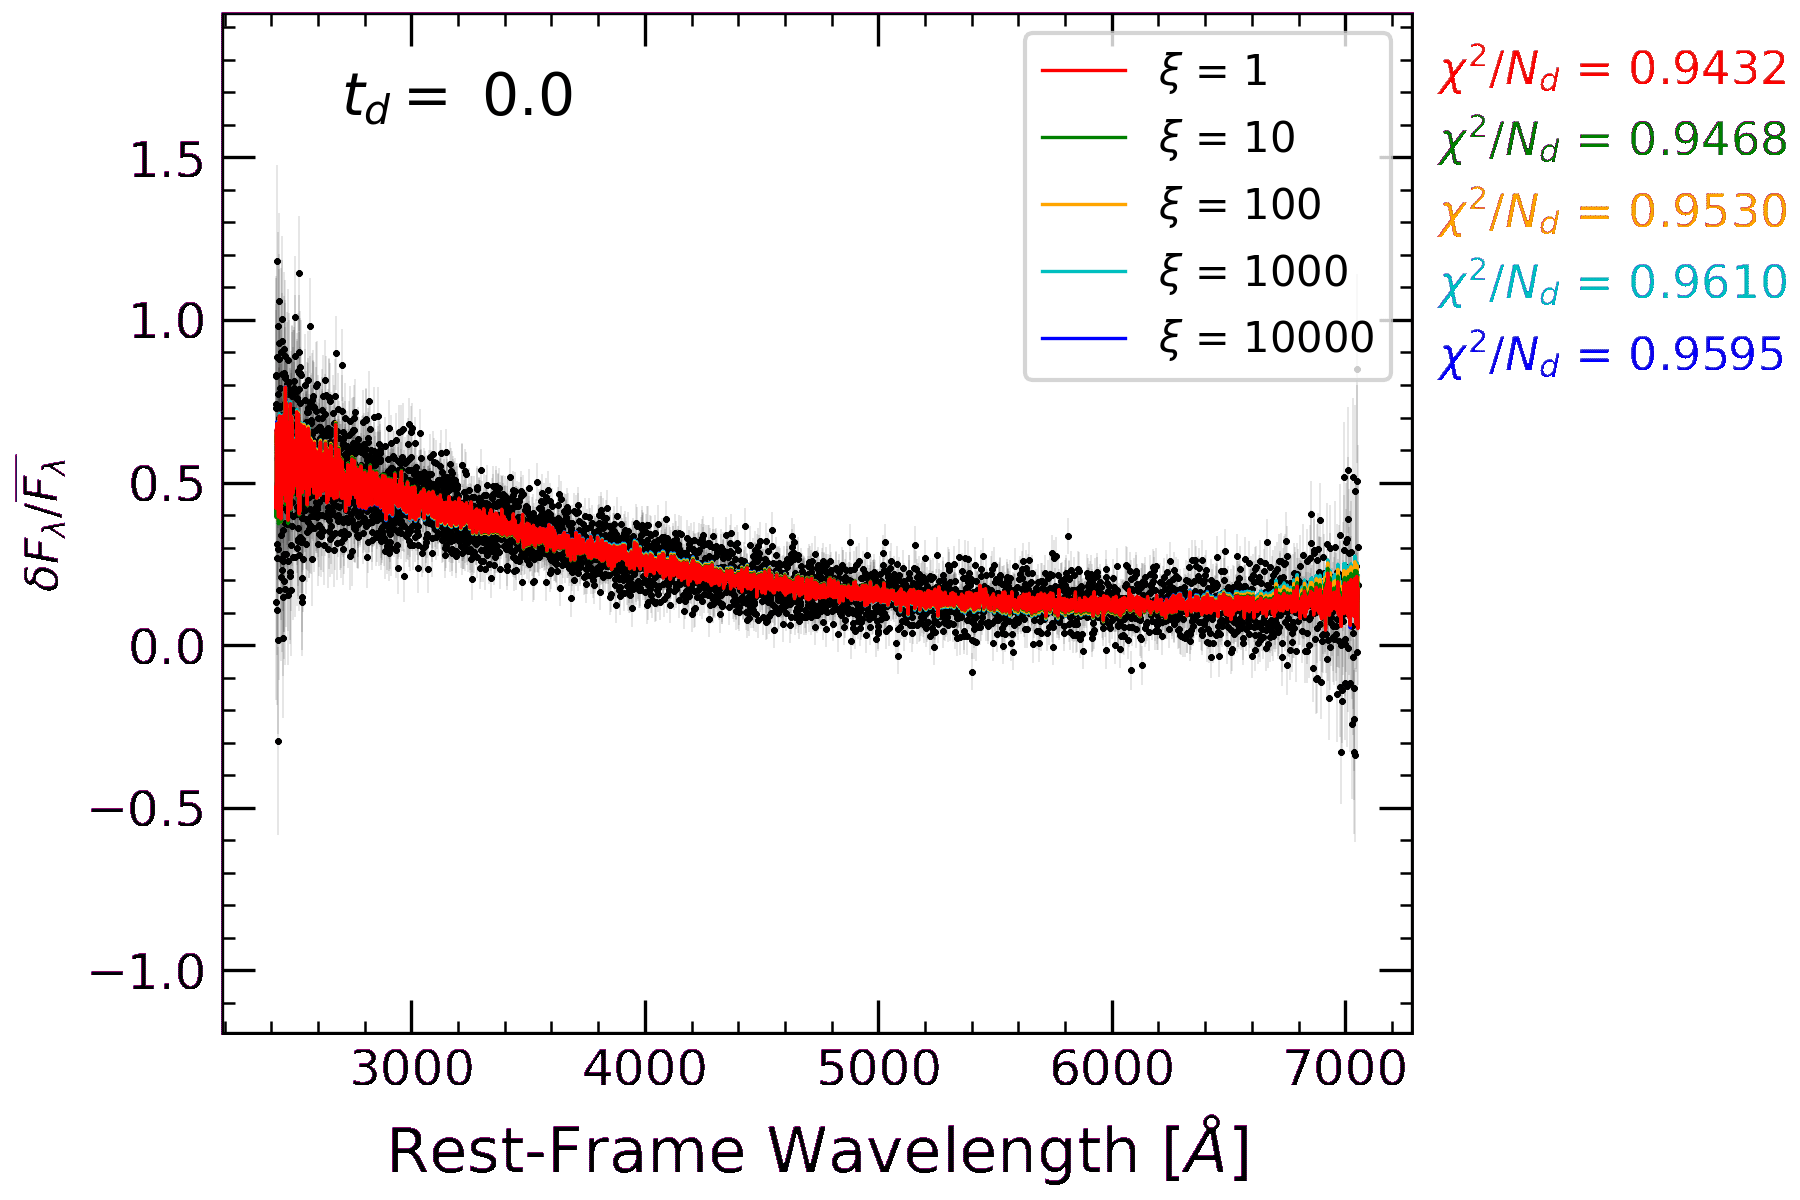 t_d = 0.0
ξ = 1
ξ = 10
ξ = 100
ξ = 1000
ξ = 10000
χ²/N_d = 0.9432
χ²/N_d = 0.9468
χ²/N_d = 0.9530
χ²/N_d = 0.9610
χ²/N_d = 0.9595
1.5
1.0
0.5
0.0
−0.5
−1.0
δF_λ/F̅_λ
3000 4000 5000 6000 7000
Rest-Frame Wavelength [Å]